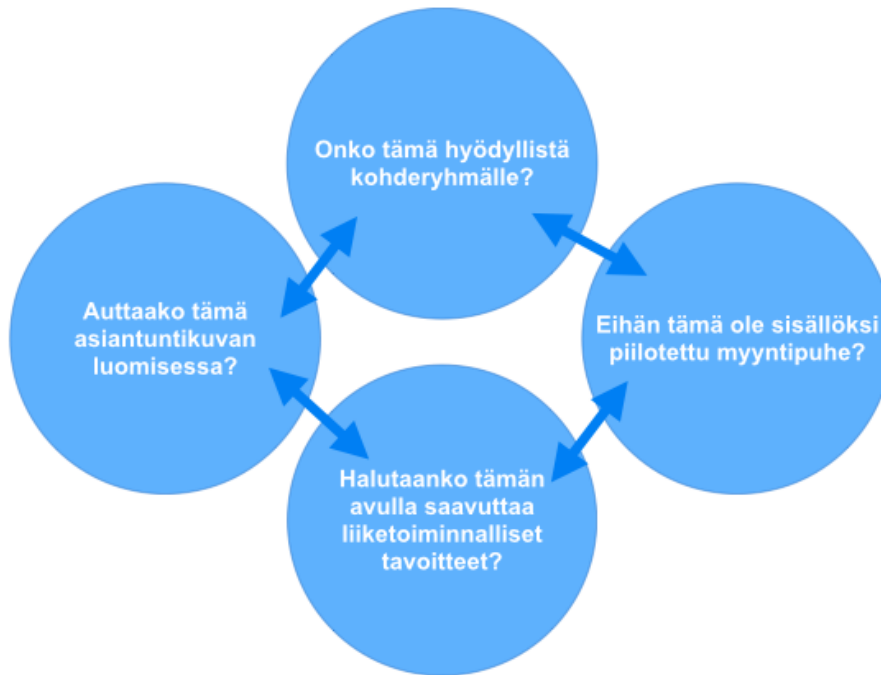 Onko tämä hyödyllistä
kohderyhmälle?
Auttaako tämä
asiantuntikuvan
luomisessa?
Eihän tämä ole sisällöksi
piilotettu myyntipuhe?
Halutaanko tämän
avulla saavuttaa
liiketoiminnalliset
tavoitteet?